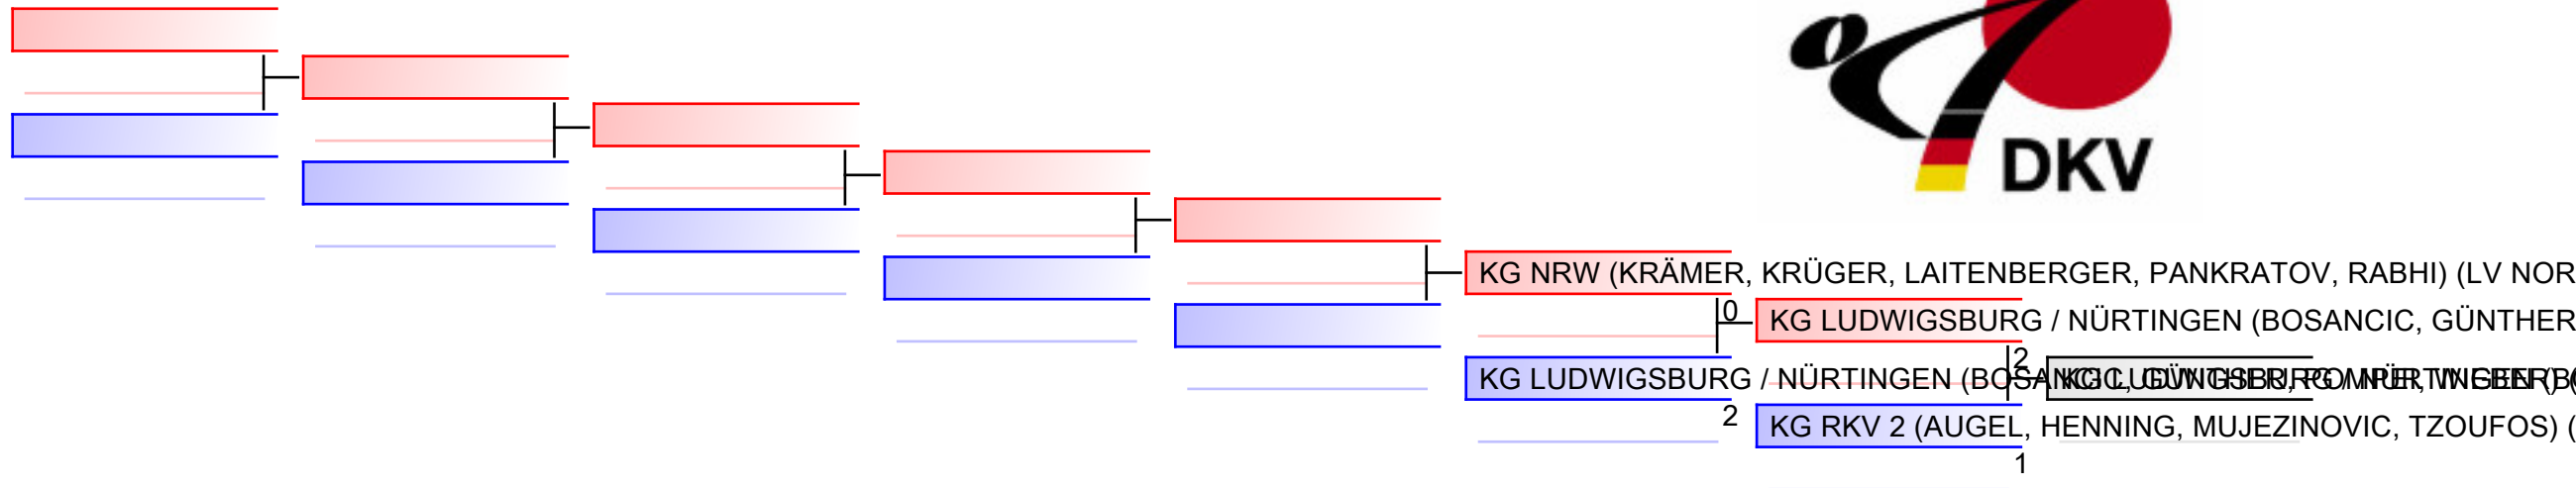 DKV
KG NRW (KRÄMER, KRÜGER, LAITENBERGER, PANKRATOV, RABHI) (LV NOR
0
KG LUDWIGSBURG / NÜRTINGEN (BOSANCIC, GÜNTHER
2
KG LUDWIGSBURG / NÜRTINGEN
2
KG RKV 2 (AUGEL, HENNING, MUJEZINOVIC, TZOUFOS) (
1